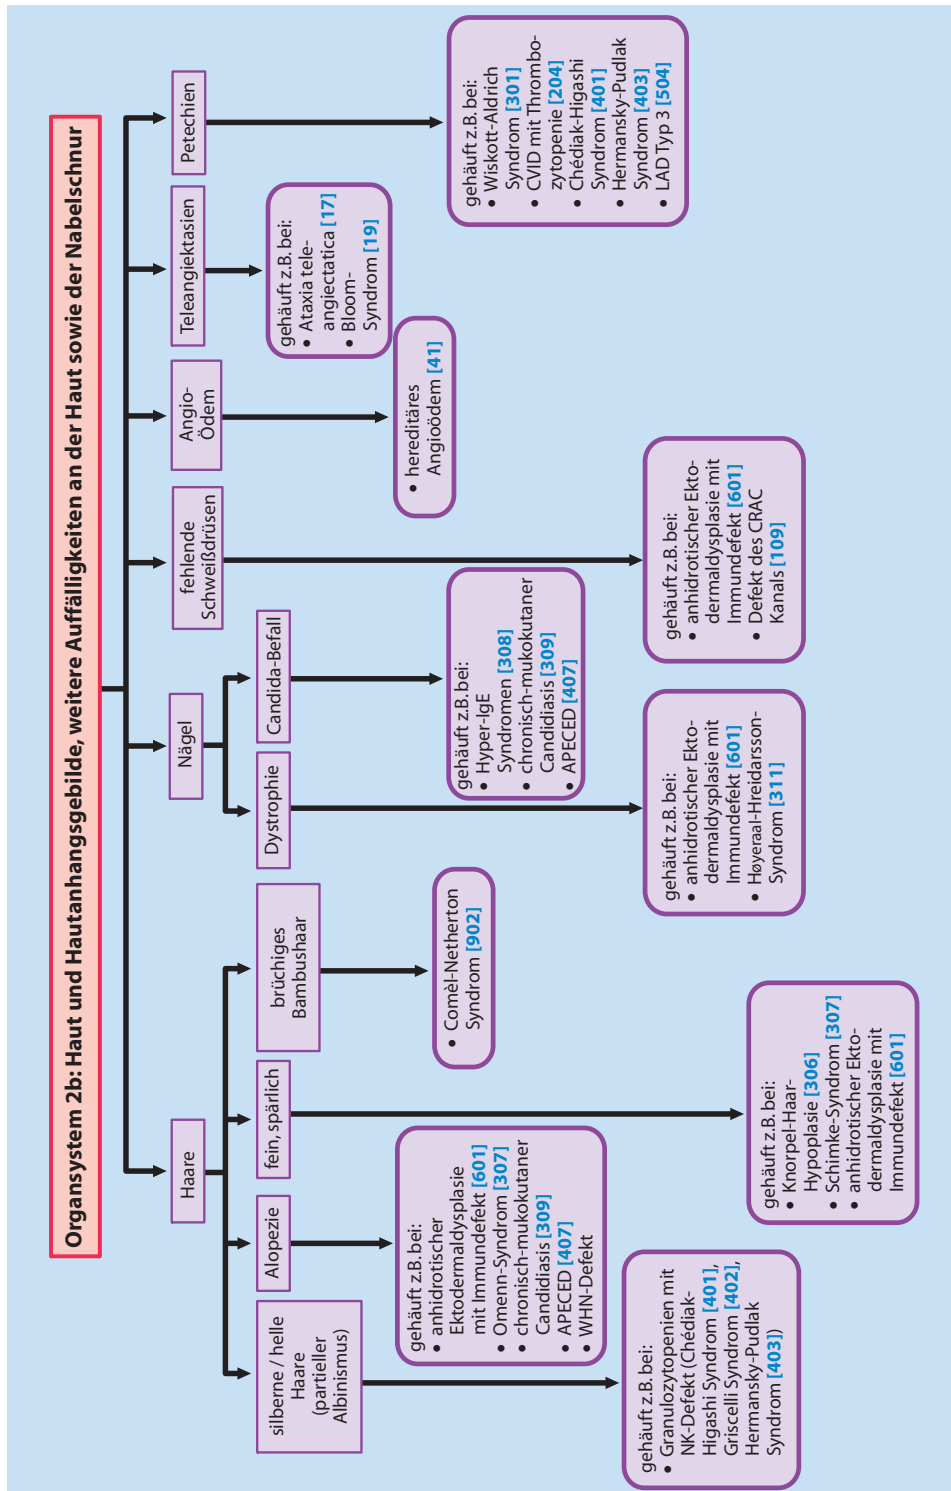 Organsystem 2b: Haut und Hautanhangsgebilde, weitere Auffälligkeiten an der Haut sowie der Nabelschnur
Haare
silberne / helle
Haare
(partieller
Albinismus)
gehäuft z.B. bei:
• Granulozytopenien mit
NK-Defekt (Chédiak-
Higashi Syndrom [401],
Griscelli Syndrom [402],
Hermansky-Pudlak
Syndrom [403])
Alopezie
gehäuft z.B. bei:
• anhidrotischer
Ektodermaldysplasie
mit Immundefekt [601]
• Omenn-Syndrom [307]
• chronisch-mukokutaner
Candidiasis [309]
• APECED [407]
• WHN-Defekt
fein, spärlich
gehäuft z.B. bei:
• Knorpel-Haar-
Hypoplasie [306]
• Schimke-Syndrom [307]
• anhidrotischer Ekto-
dermaldysplasie mit
Immundefekt [601]
brüchiges
Bambushaar
• Comèl-Netherton
Syndrom [902]
Nägel
Dystrophie
gehäuft z.B. bei:
• anhidrotischer Ekto-
dermaldysplasie mit
Immundefekt [601]
• Høyeraal-Hreidarsson-
Syndrom [311]
Candida-Befall
gehäuft z.B. bei:
• Hyper-IgE
Syndromen [308]
• chronisch-mukokutaner
Candidiasis [309]
• APECED [407]
fehlende
Schweißdrüsen
gehäuft z.B. bei:
• anhidrotischer Ekto-
dermaldysplasie mit
Immundefekt [601]
• Defekt des CRAC
Kanals [109]
Angio-
Ödem
• hereditäres
Angioödem [41]
Teleangiektasien
gehäuft z.B. bei:
• Ataxia tele-
angiectatica [17]
• Bloom-
Syndrom [19]
Petechien
gehäuft z.B. bei:
• Wiskott-Aldrich
Syndrom [301]
• CVID mit Thrombo-
zytopenie [204]
• Chédiak-Higashi
Syndrom [401]
• Hermansky-Pudlak
Syndrom [403]
• LAD Typ 3 [504]